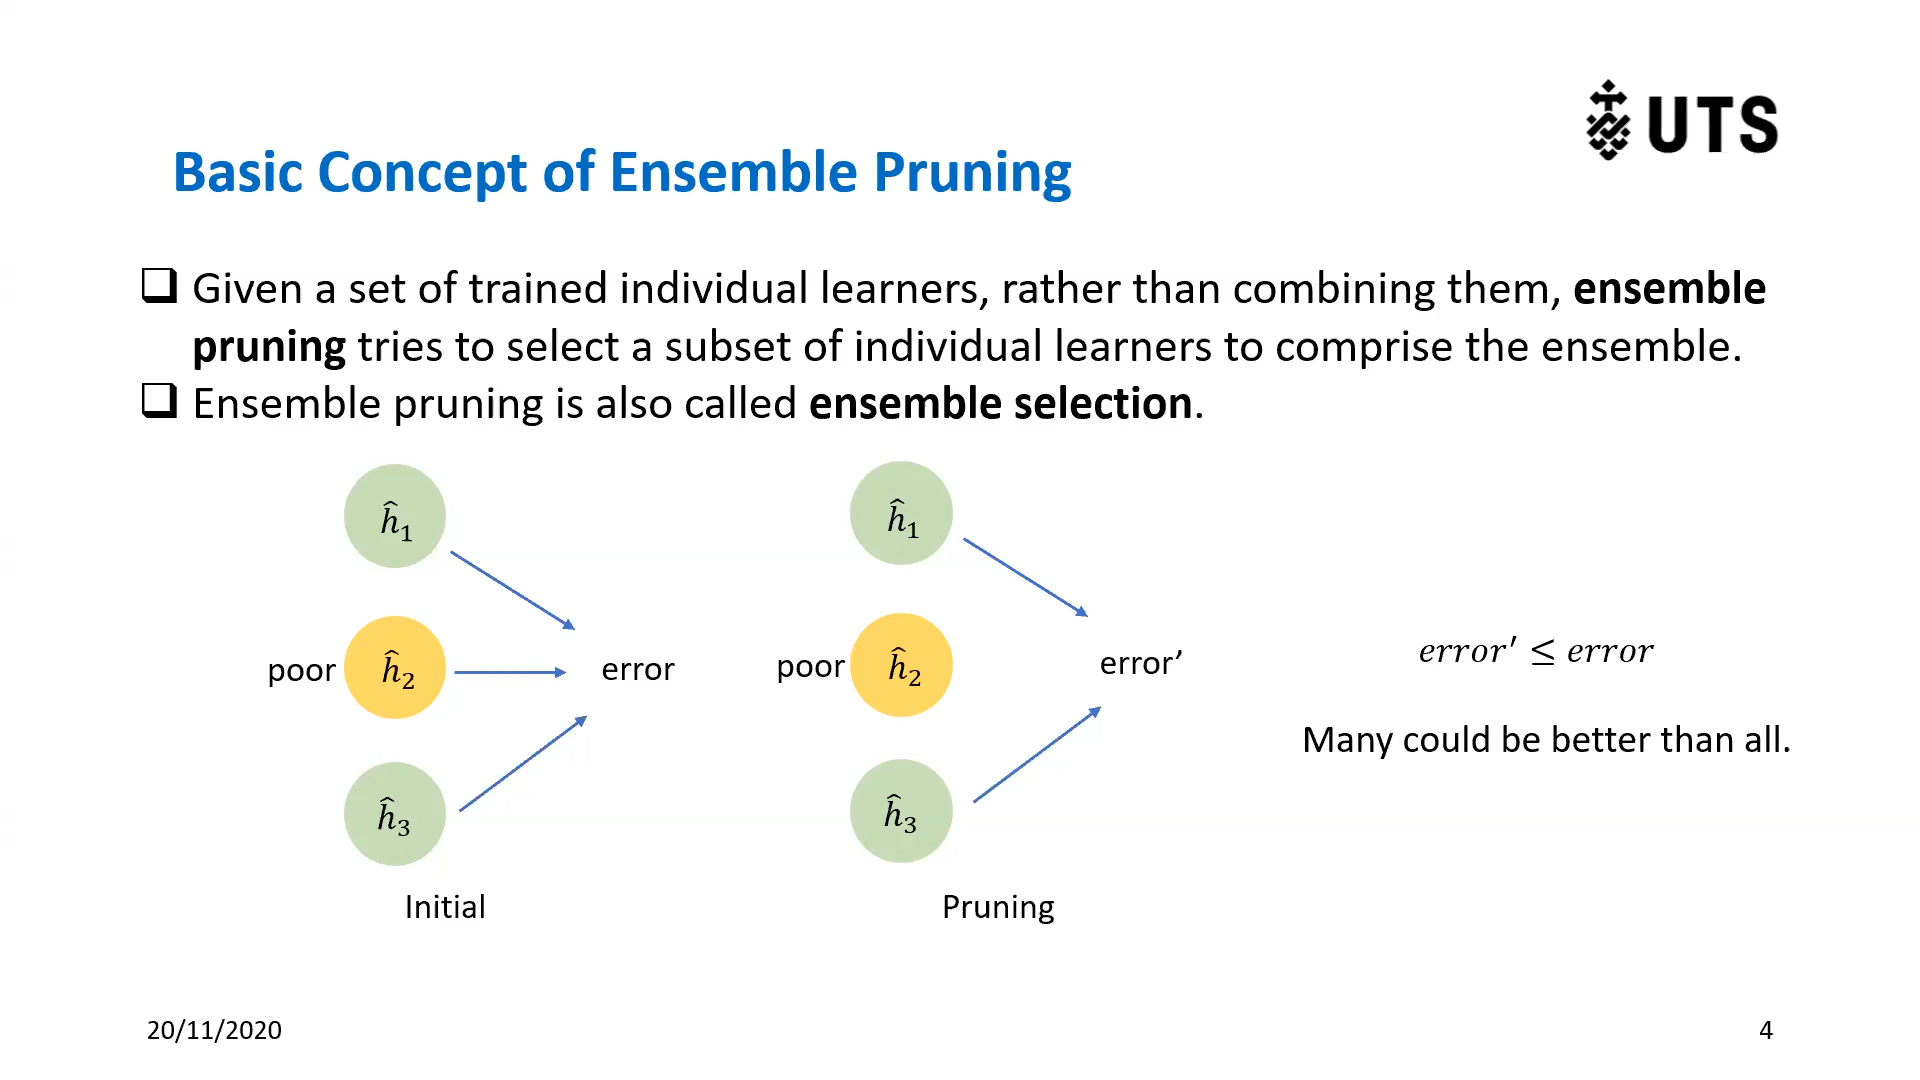 UTS
Basic Concept of Ensemble Pruning
❑ Given a set of trained individual learners, rather than combining them, ensemble
pruning tries to select a subset of individual learners to comprise the ensemble.
❑ Ensemble pruning is also called ensemble selection.
ĥ₁
poor ĥ₂ error
ĥ₃
Initial
ĥ₁
poor ĥ₂ error’
ĥ₃
Pruning
error′ ≤ error
Many could be better than all.
20/11/2020
4